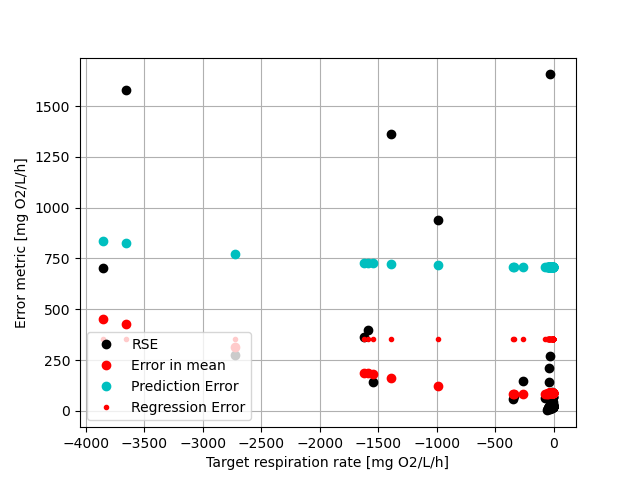 Error metric [mg O2/L/h]
1500
1250
1000
750
500
250
0
RSE
Error in mean
Prediction Error
Regression Error
−4000 −3500 −3000 −2500 −2000 −1500 −1000 −500 0
Target respiration rate [mg O2/L/h]